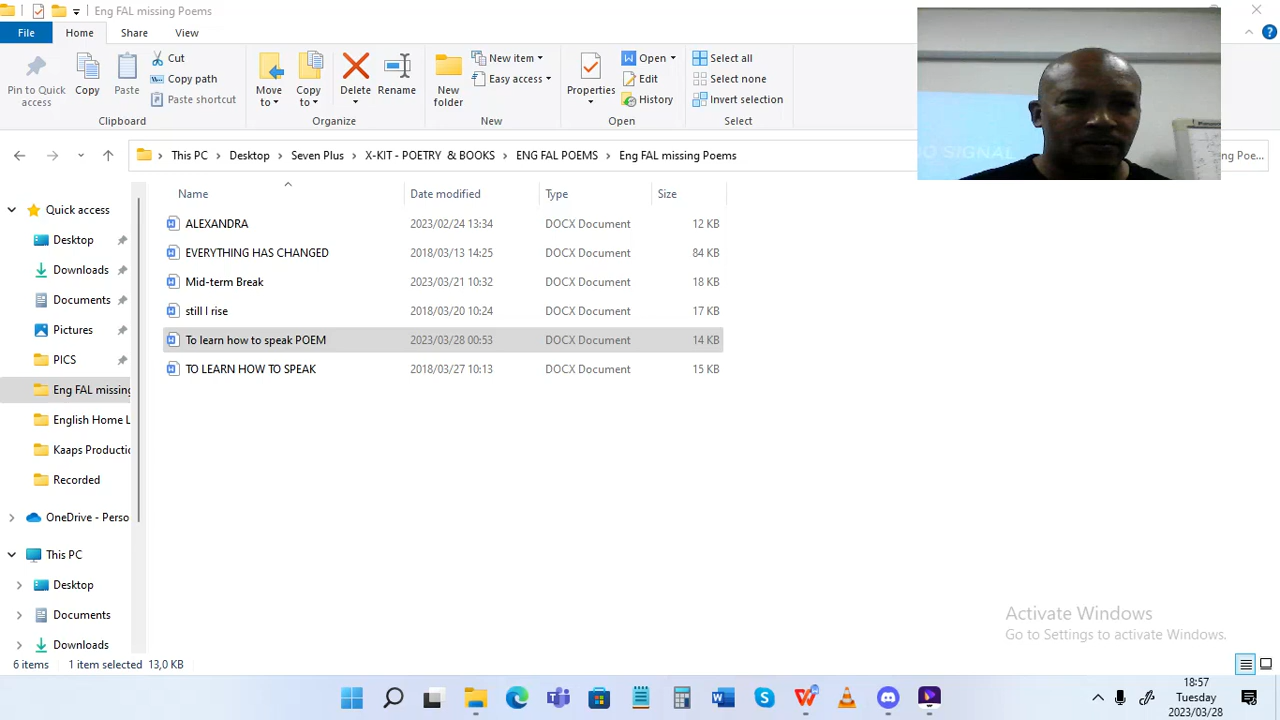 Eng FAL missing Poems
File Home Share View
Pin to Quick access
Copy
Paste
Cut
Copy path
Paste shortcut
Clipboard
Move to
Copy to
Delete
Rename
Organize
New folder
New item
Easy access
New
Properties
Open
Edit
History
Open
Select all
Select none
Invert selection
Select
This PC > Desktop > Seven Plus > X-KIT - POETRY & BOOKS > ENG FAL POEMS > Eng FAL missing Poems
NO SIGNAL
ng Poe...
Name Date modified Type Size
ALEXANDRA 2023/02/24 13:34 DOCX Document 12 KB
EVERYTHING HAS CHANGED 2018/03/13 14:25 DOCX Document 84 KB
Mid-term Break 2023/03/21 10:32 DOCX Document 18 KB
still I rise 2018/03/20 10:24 DOCX Document 17 KB
To learn how to speak POEM 2023/03/28 00:53 DOCX Document 14 KB
TO LEARN HOW TO SPEAK 2018/03/27 10:13 DOCX Document 15 KB
Quick access
Desktop
Downloads
Documents
Pictures
PICS
Eng FAL missing
English Home L
Kaaps Producti
Recorded
OneDrive - Perso
This PC
Desktop
Documents
Downloads
Activate Windows
Go to Settings to activate Windows.
6 items 1 item selected 13,0 KB
18:57
Tuesday
2023/03/28